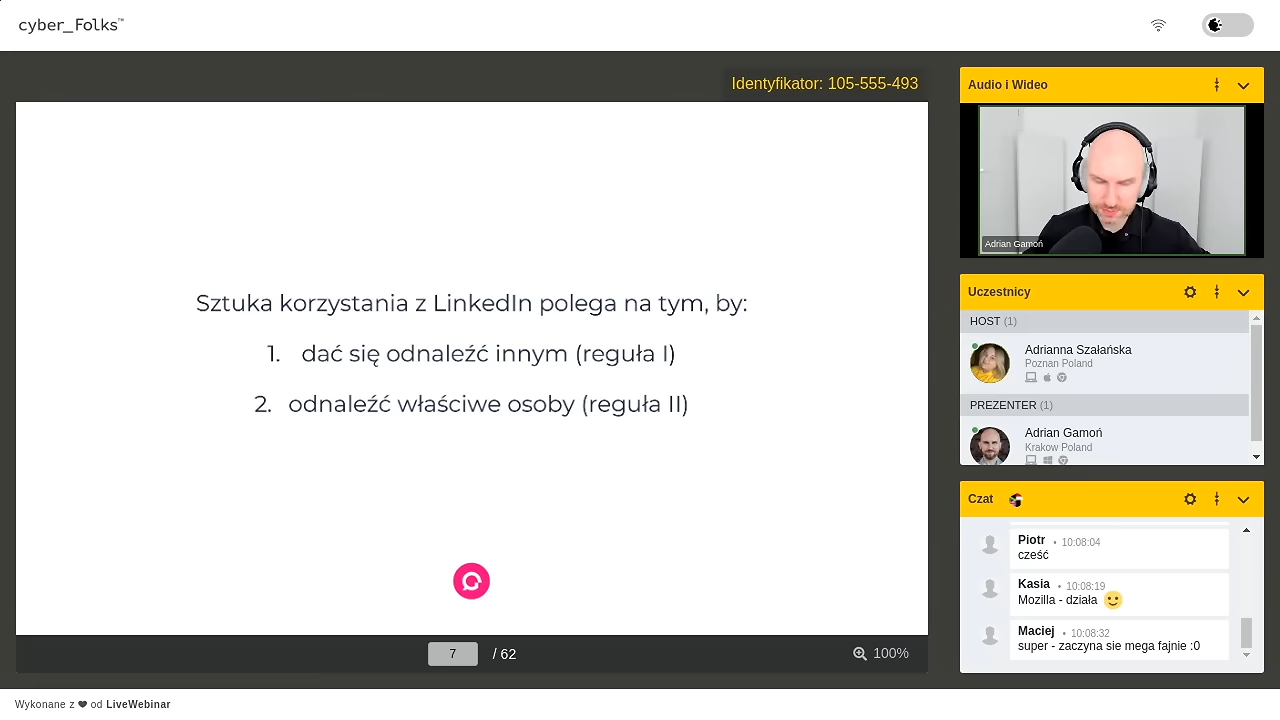 cyber_Folks™
Identyfikator: 105-555-493
Sztuka korzystania z LinkedIn polega na tym, by:
1. dać się odnaleźć innym (reguła I)
2. odnaleźć właściwe osoby (reguła II)
7 / 62
100%
Audio i Wideo
Adrian Gamoń
Uczestnicy
HOST (1)
Adrianna Szałańska
Poznan Poland
PREZENTER (1)
Adrian Gamoń
Krakow Poland
Czat
Piotr • 10:08:04
cześć
Kasia • 10:08:19
Mozilla - działa 🙂
Maciej • 10:08:32
super - zaczyna sie mega fajnie :0
Wykonane z ❤ od LiveWebinar